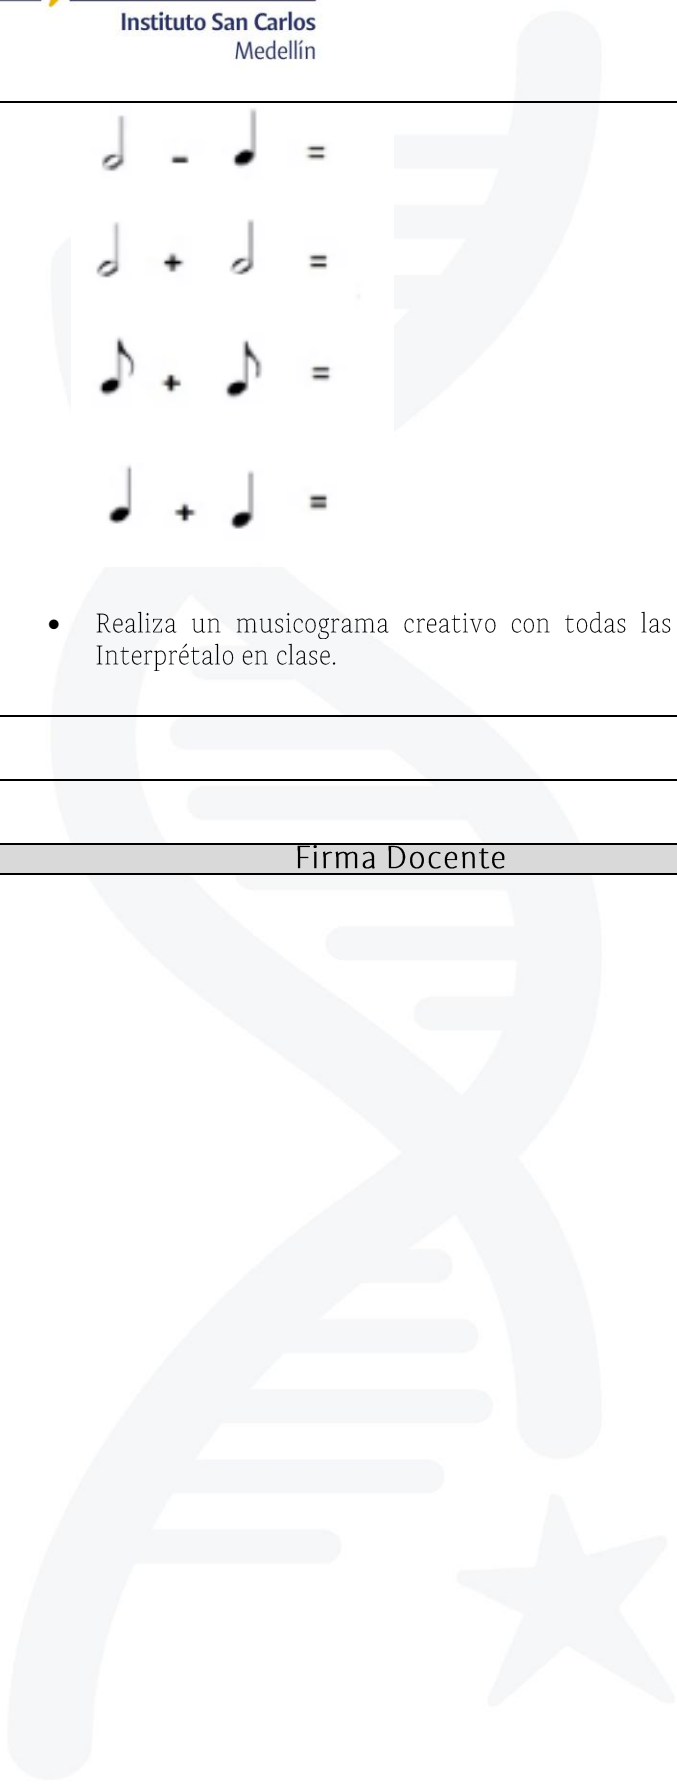 Instituto San Carlos
Medellín
𝅗𝅥 - ♩ =
𝅗𝅥 + 𝅗𝅥 =
♪ + ♪ =
♩ + ♩ =
• Realiza un musicograma creativo con todas las
Interprétalo en clase.
Firma Docente